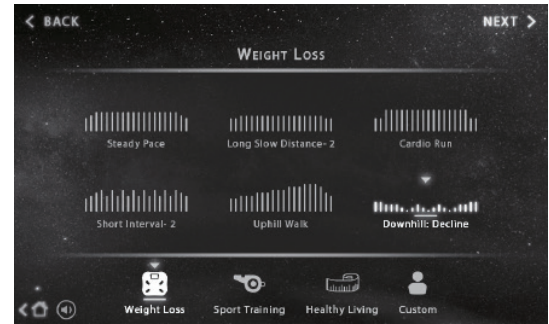 BACK
NEXT
WEIGHT LOSS
Steady Pace
Long Slow Distance- 2
Cardio Run
Short Interval- 2
Uphill Walk
Downhill: Decline
Weight Loss
Sport Training
Healthy Living
Custom